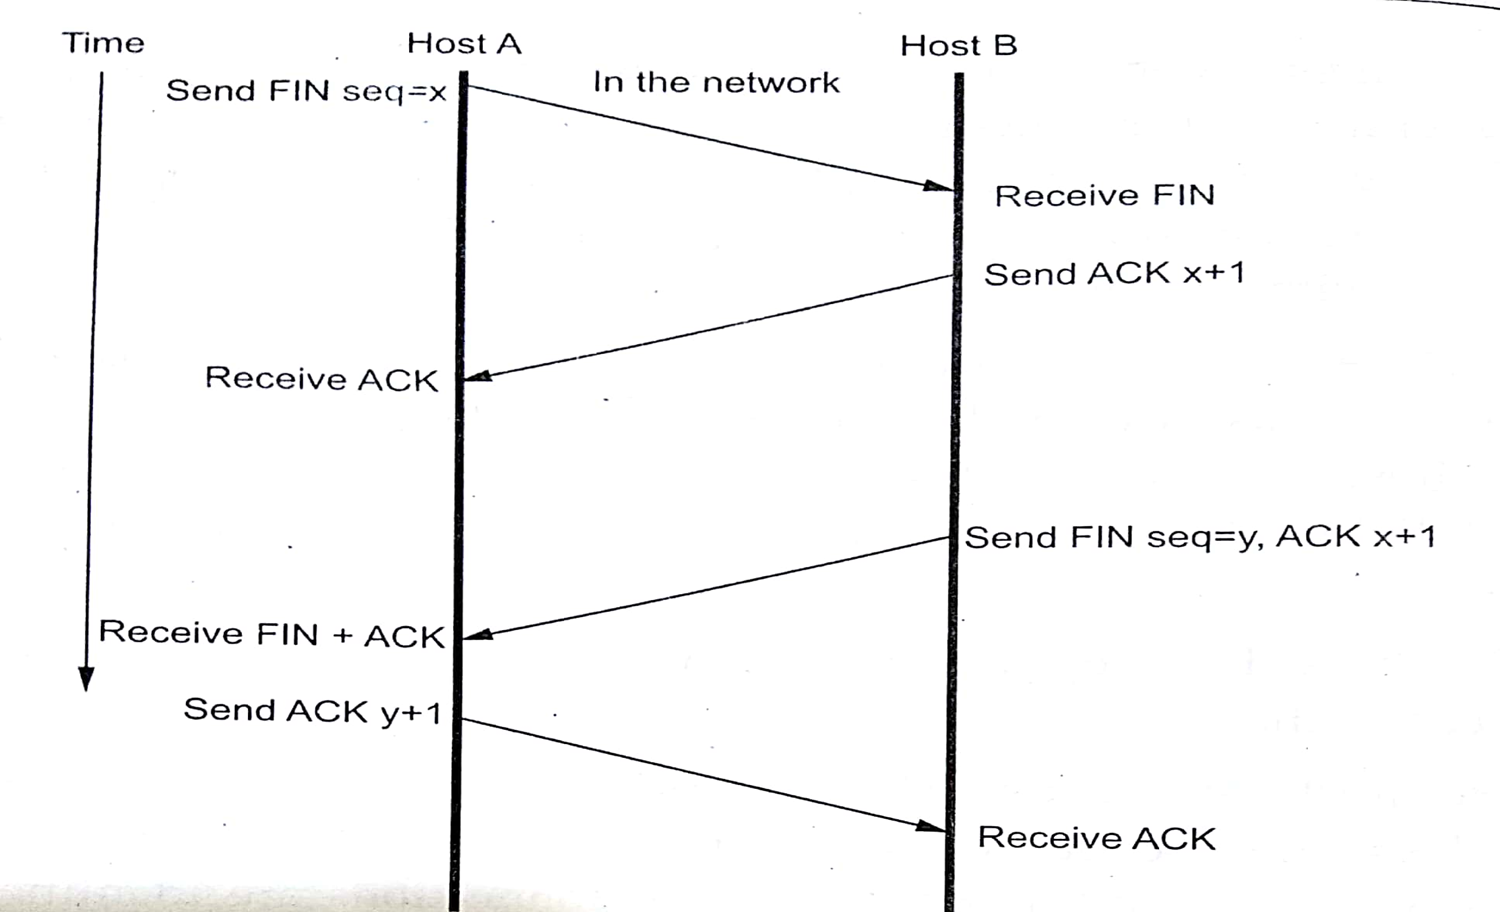 Time
Host A
Host B
Send FIN seq=x
In the network
Receive FIN
Send ACK x+1
Receive ACK
Send FIN seq=y, ACK x+1
Receive FIN + ACK
Send ACK y+1
Receive ACK